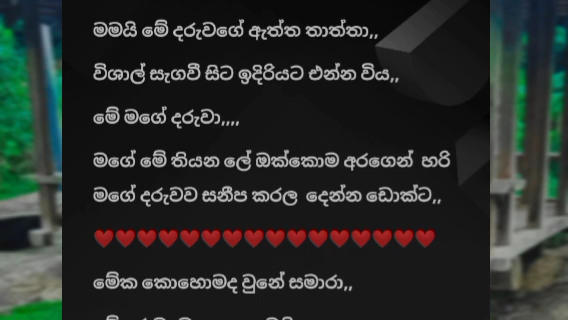 මමයි මේ දරුවගේ ඇත්ත තාත්තා,,
විශාල් සැගවී සිට ඉදිරියට එන්න විය,,
මේ මගේ දරුවා,,,,
මගේ මේ තියන ලේ ඔක්කොම අරගෙන් හරි
මගේ දරුවව සනීප කරල දෙන්න ඩොක්ට,,
❤❤❤❤❤❤❤❤❤❤❤❤❤❤❤❤
මේක කොහොමද වුනේ සමාරා,,